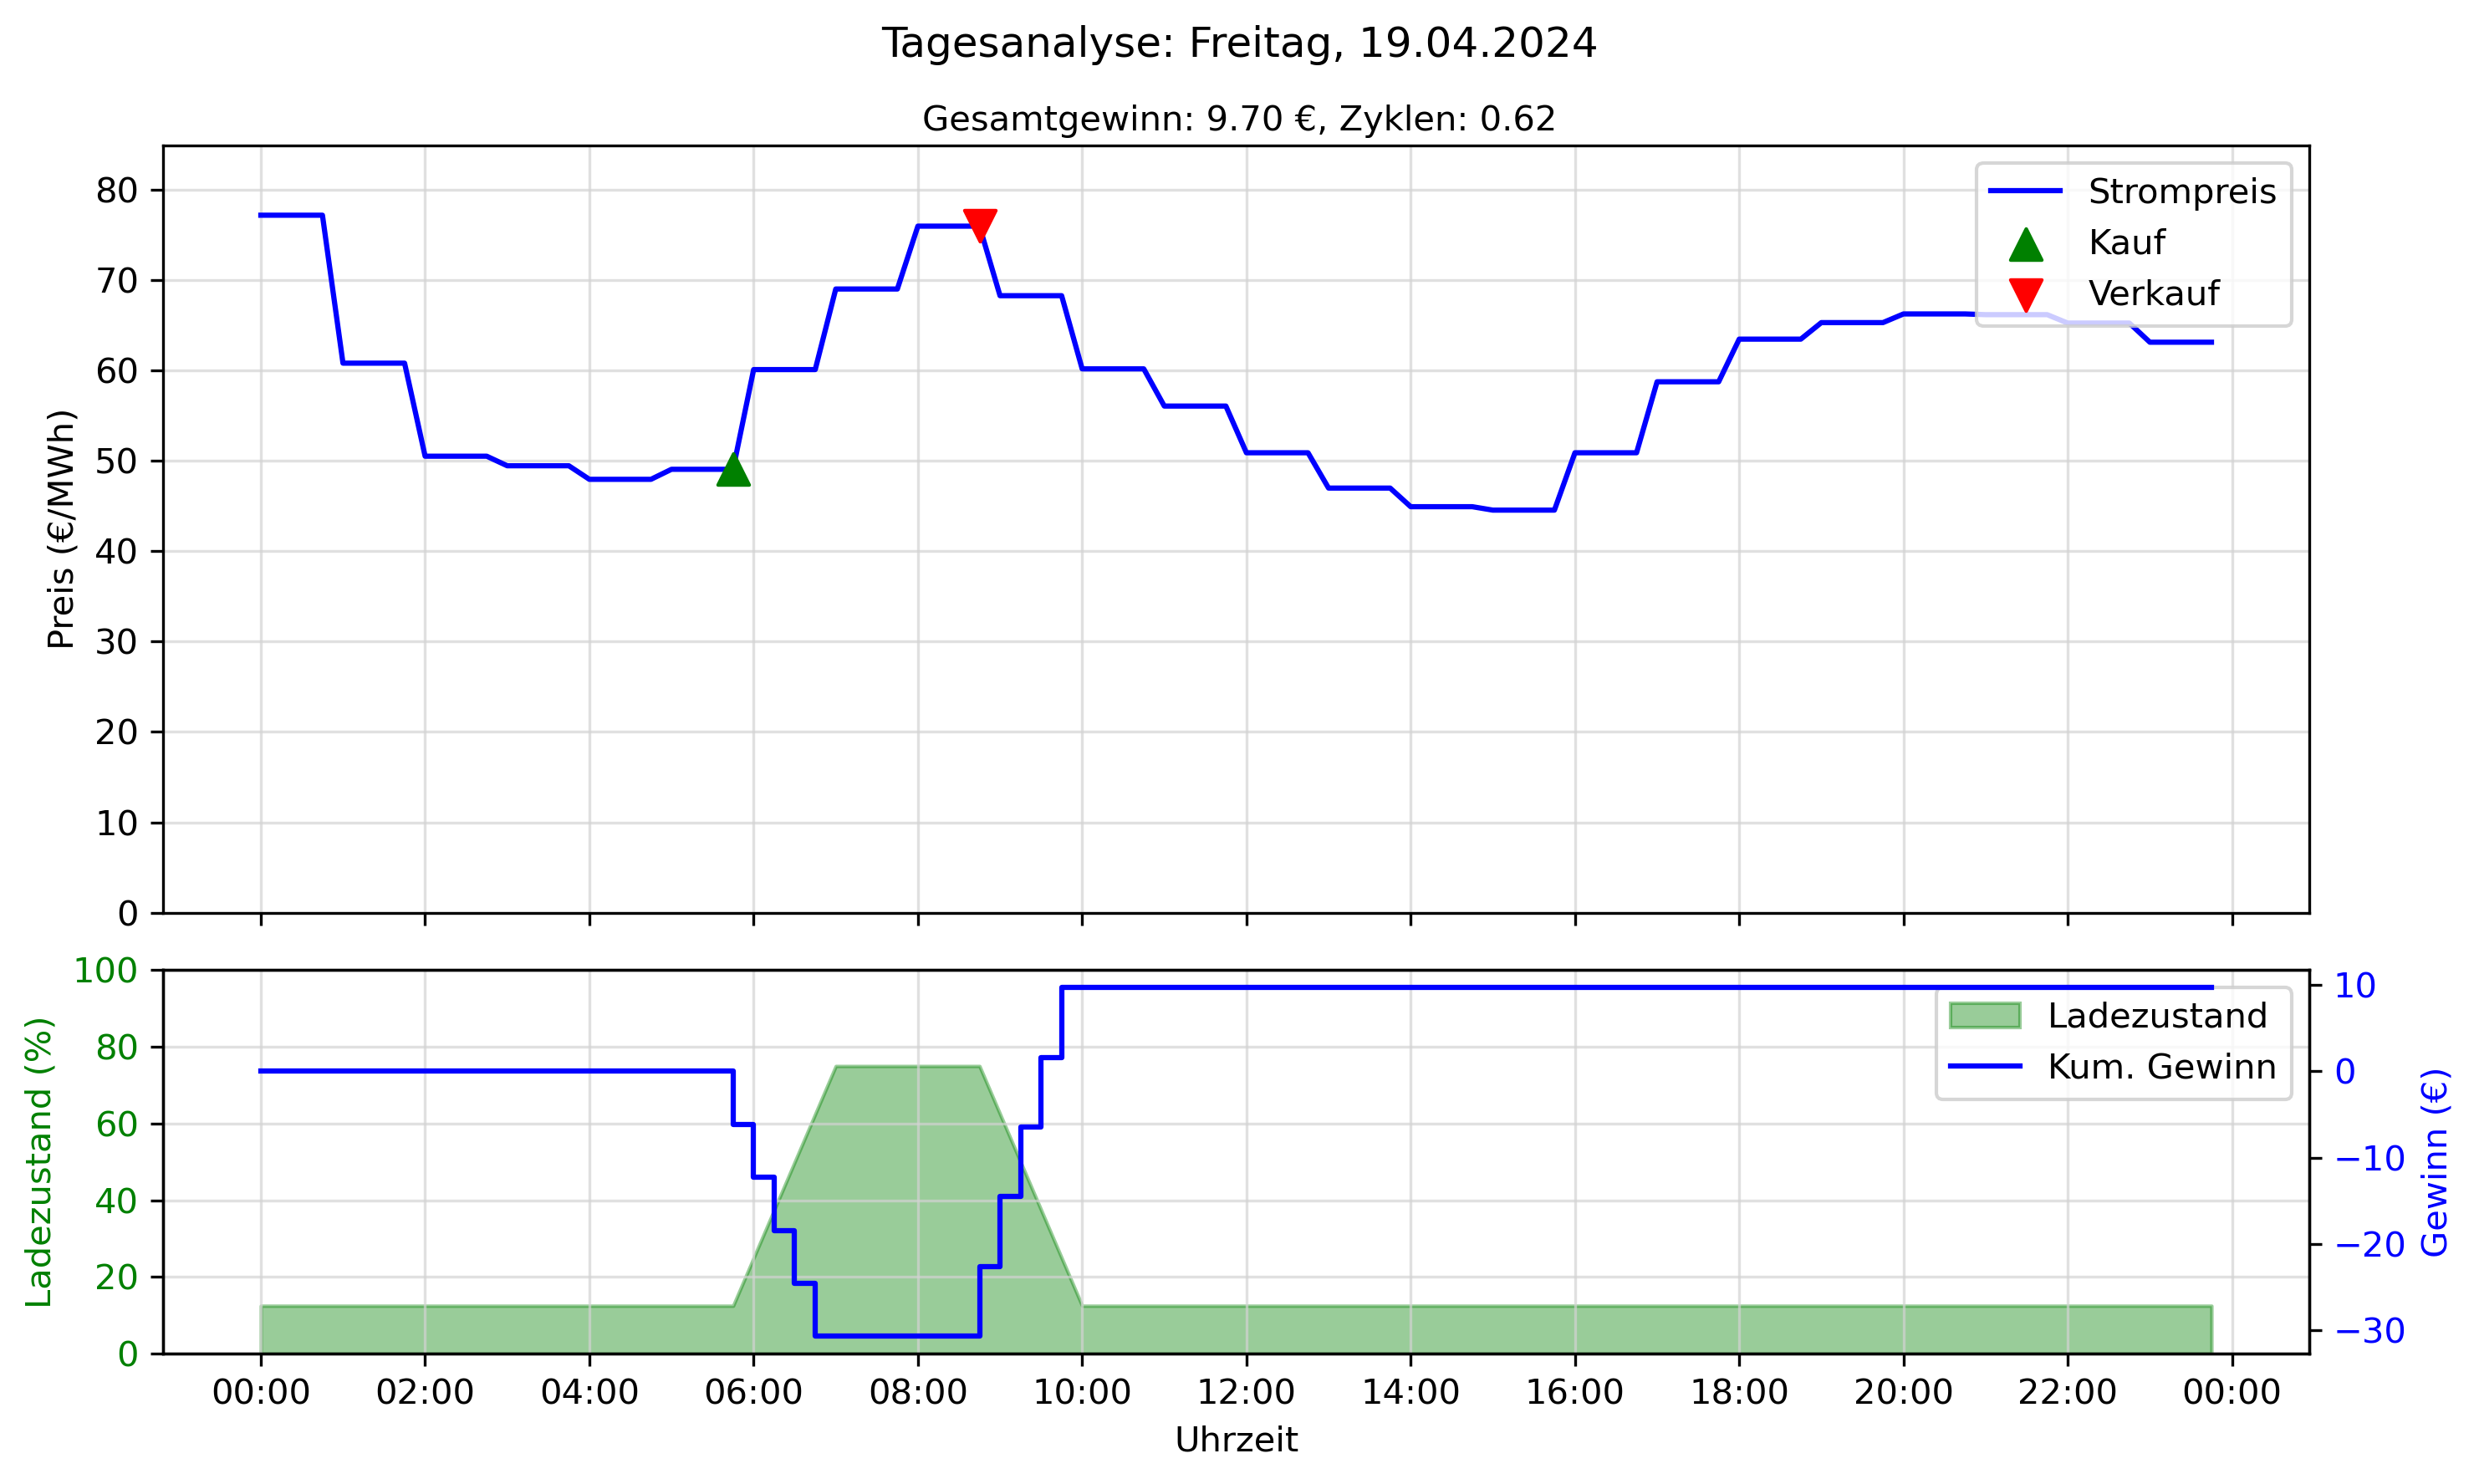 Tagesanalyse: Freitag, 19.04.2024
Gesamtgewinn: 9.70 €, Zyklen: 0.62
Preis (€/MWh)
80
70
60
50
40
30
20
10
0
Strompreis
Kauf
Verkauf
Ladezustand (%)
100
80
60
40
20
0
Ladezustand
Kum. Gewinn
10
0
−10
−20
−30
Gewinn (€)
00:00 02:00 04:00 06:00 08:00 10:00 12:00 14:00 16:00 18:00 20:00 22:00 00:00
Uhrzeit